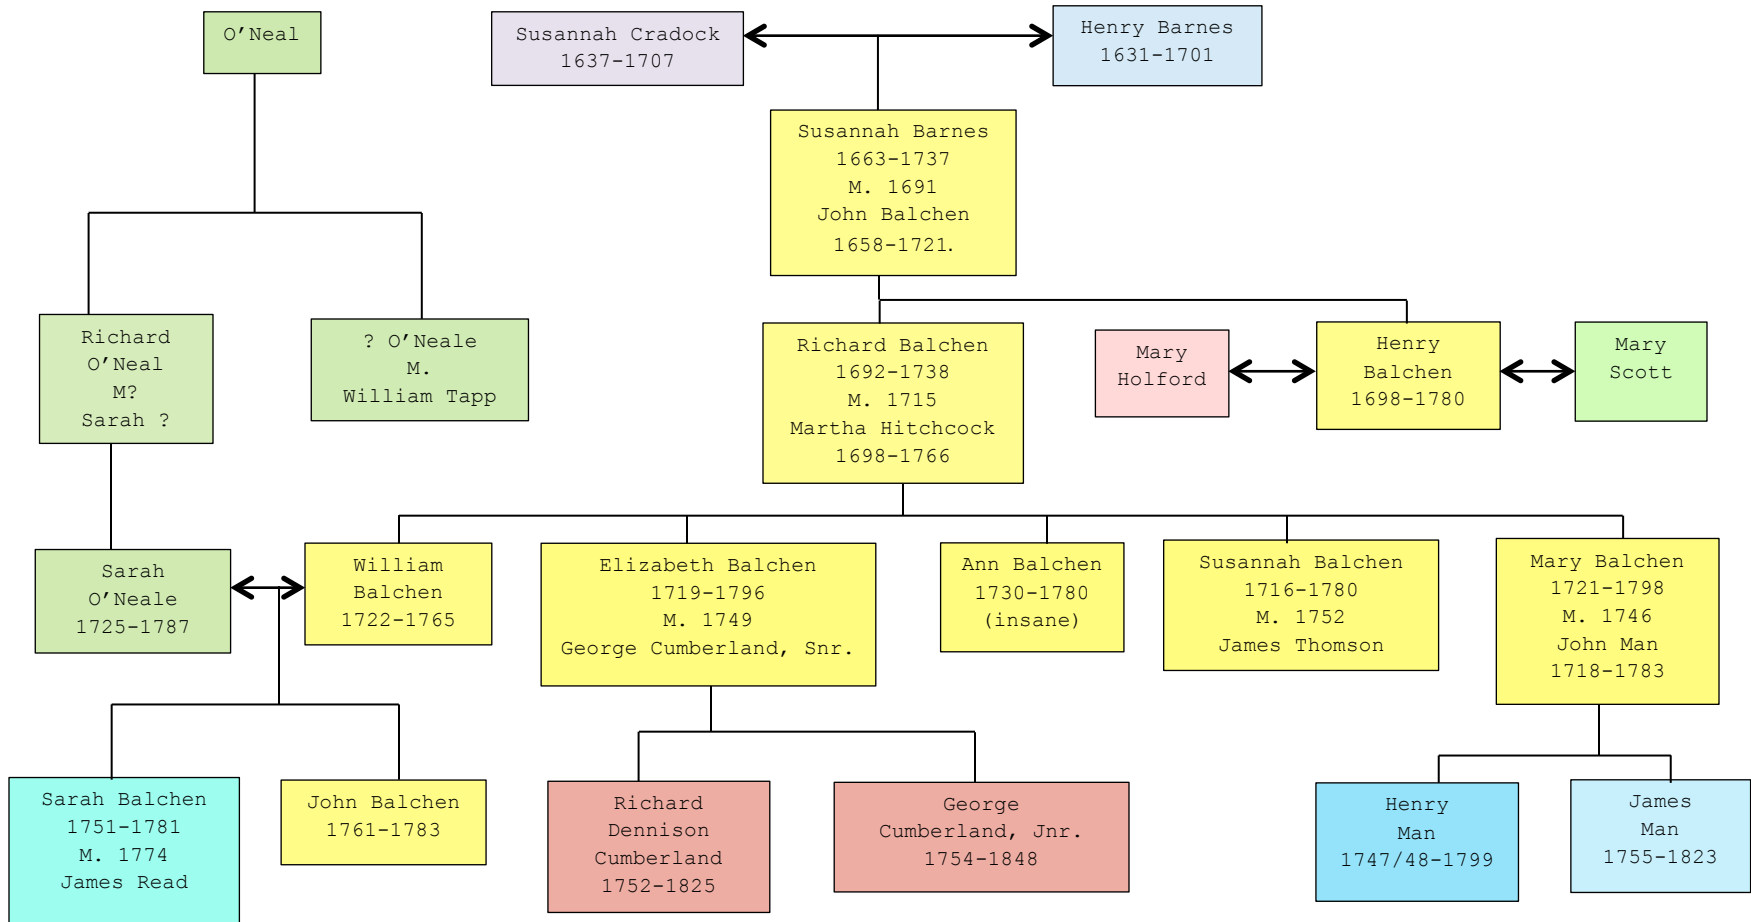 O’Neal
Susannah Cradock
1637-1707
Henry Barnes
1631-1701
Susannah Barnes
1663-1737
M. 1691
John Balchen
1658-1721.
Richard
O’Neal
M?
Sarah ?
? O’Neale
M.
William Tapp
Richard Balchen
1692-1738
M. 1715
Martha Hitchcock
1698-1766
Mary
Holford
Henry
Balchen
1698-1780
Mary
Scott
Sarah
O’Neale
1725-1787
William
Balchen
1722-1765
Elizabeth Balchen
1719-1796
M. 1749
George Cumberland, Snr.
Ann Balchen
1730-1780
(insane)
Susannah Balchen
1716-1780
M. 1752
James Thomson
Mary Balchen
1721-1798
M. 1746
John Man
1718-1783
Sarah Balchen
1751-1781
M. 1774
James Read
John Balchen
1761-1783
Richard
Dennison
Cumberland
1752-1825
George
Cumberland, Jnr.
1754-1848
Henry
Man
1747/48-1799
James
Man
1755-1823